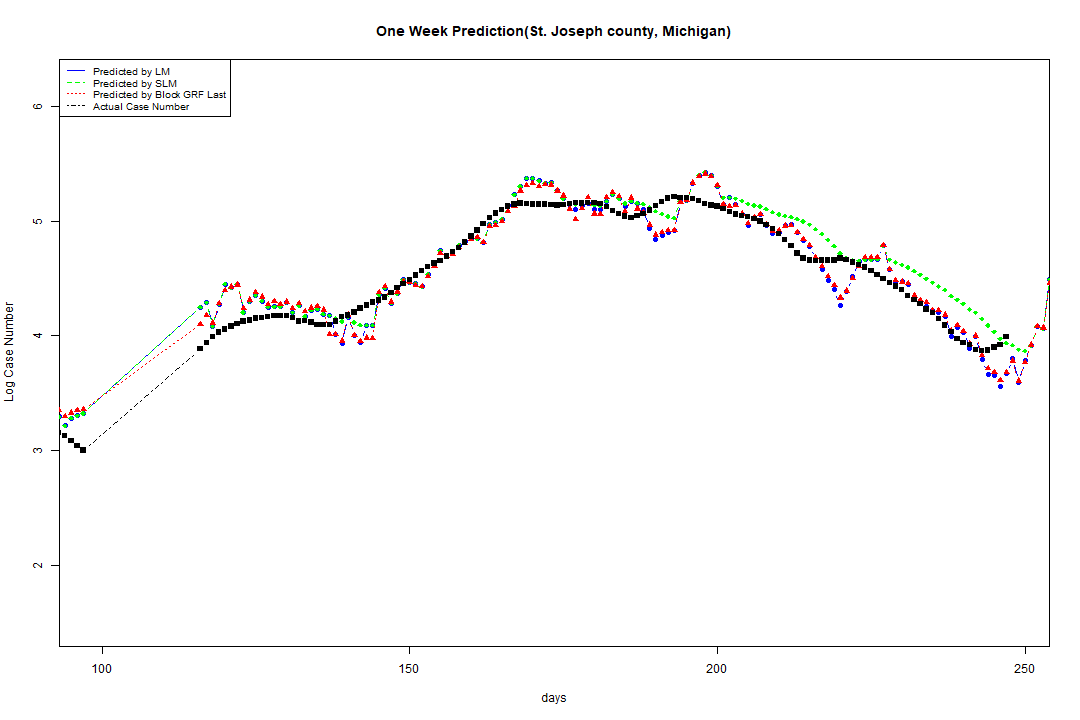 One Week Prediction(St. Joseph county, Michigan)
Predicted by LM
Predicted by SLM
Predicted by Block GRF Last
Actual Case Number
Log Case Number
6
5
4
3
2
100 150 200 250
days